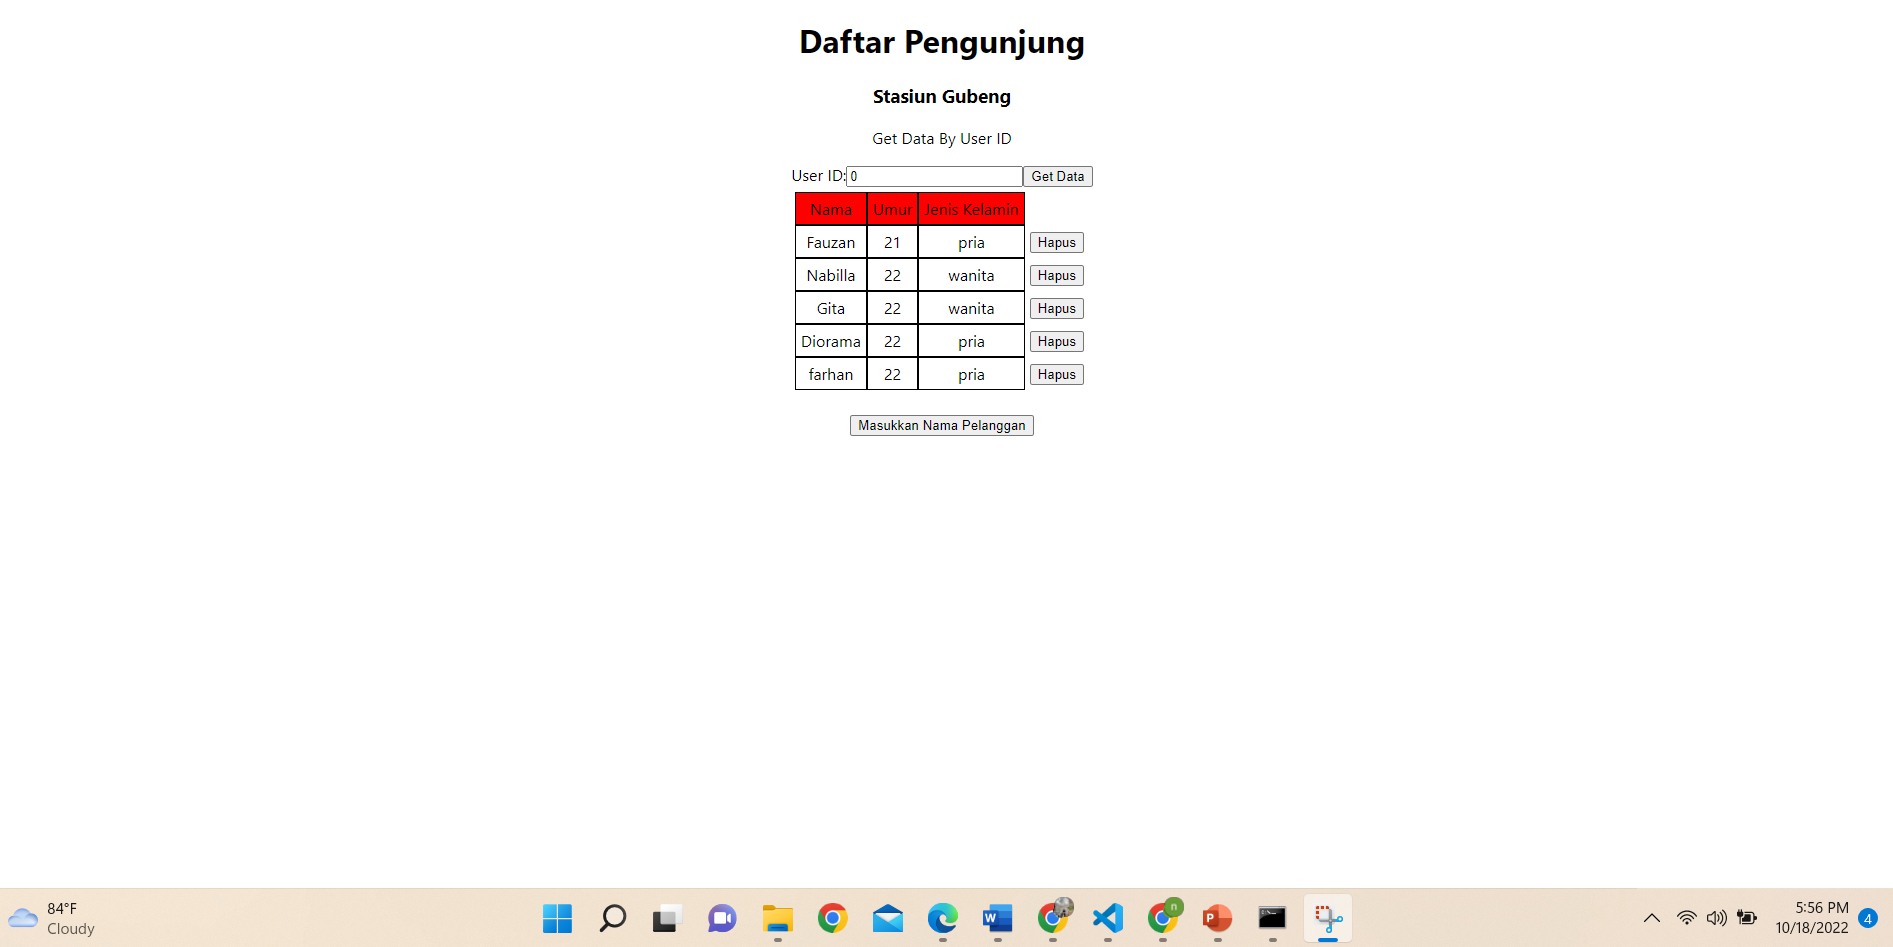 Daftar Pengunjung
Stasiun Gubeng
Get Data By User ID
User ID: 0 Get Data
Nama Umur Jenis Kelamin
Fauzan 21 pria Hapus
Nabilla 22 wanita Hapus
Gita 22 wanita Hapus
Diorama 22 pria Hapus
farhan 22 pria Hapus
Masukkan Nama Pelanggan
84°F
Cloudy
W
n
P
5:56 PM
10/18/2022
4